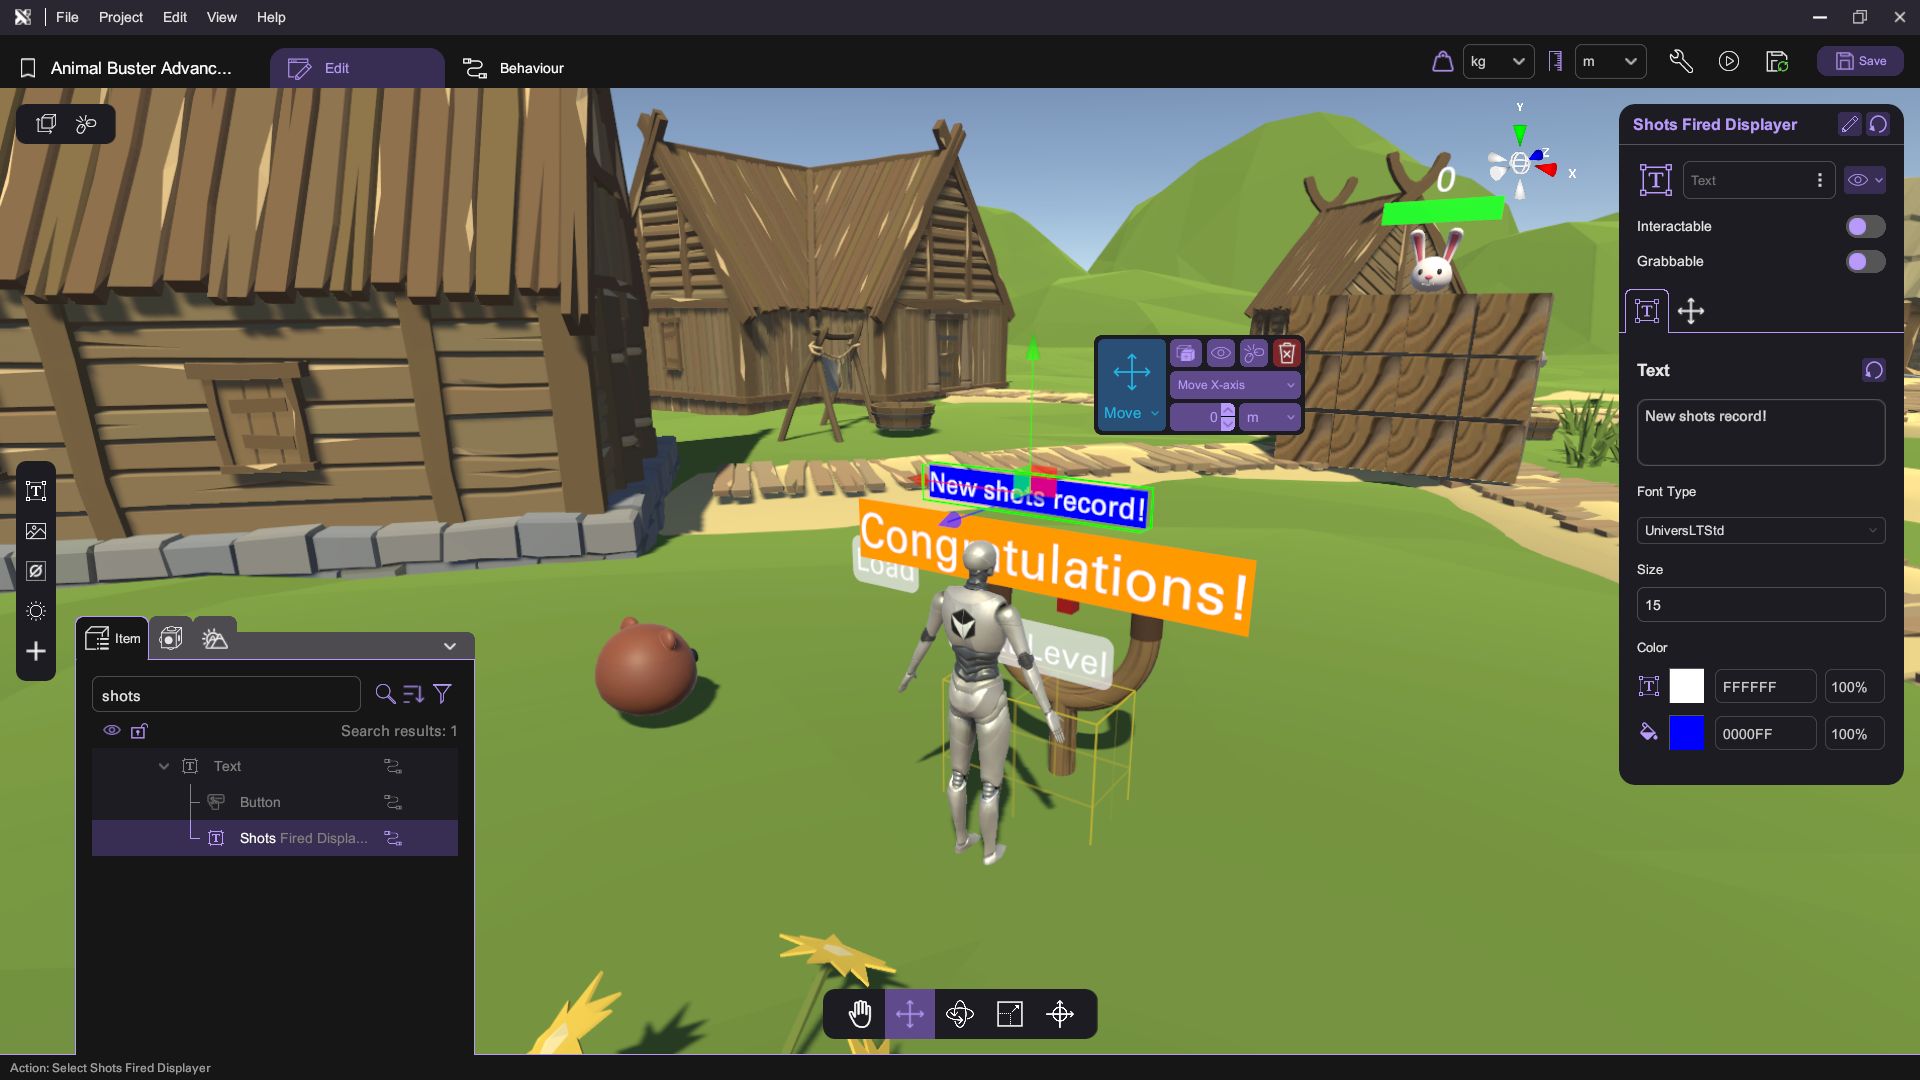 File Project Edit View Help
Animal Buster Advanc...
Edit
Behaviour
kg
m
Save
Y
Z
X
0
Shots Fired Displayer
Text
Interactable
Grabbable
Text
New shots record!
Font Type
UniversLTStd
Size
15
Color
FFFFFF 100%
0000FF 100%
Move
Move X-axis
0 m
New shots record!
Congratulations!
Load
Level
Item
shots
Search results: 1
Text
Button
Shots Fired Displa...
Action: Select Shots Fired Displayer